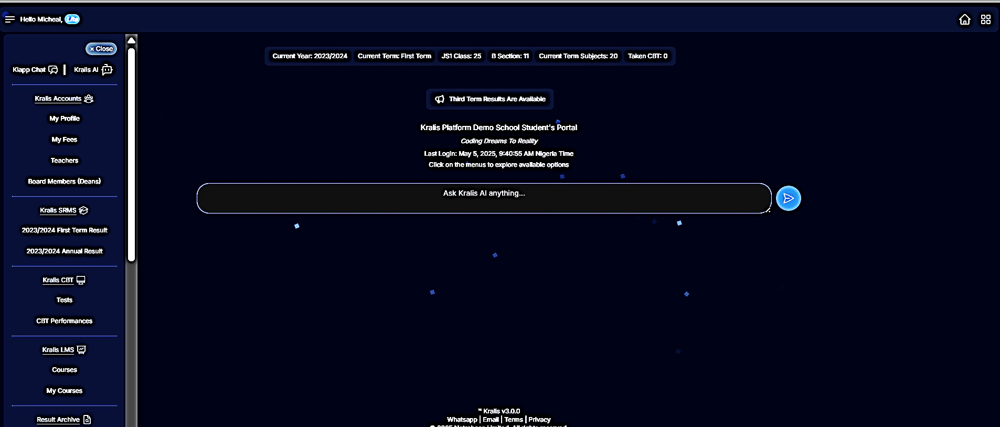 Hello Micheal, Lite
× Close
Klapp Chat | Kralis AI
Kralis Accounts
My Profile
My Fees
Teachers
Board Members (Deans)
Kralis SRMS
2023/2024 First Term Result
2023/2024 Annual Result
Kralis CBT
Tests
CBT Performances
Kralis LMS
Courses
My Courses
Result Archive
Current Year: 2023/2024 Current Term: First Term JS1 Class: 25 B Section: 11 Current Term Subjects: 20 Taken CBT: 0
Third Term Results Are Available
Kralis Platform Demo School Student's Portal
Coding Dreams To Reality
Last Login: May 5, 2025, 9:40:55 AM Nigeria Time
Click on the menus to explore available options
Ask Kralis AI anything...
™ Kralis v3.0.0
Whatsapp | Email | Terms | Privacy